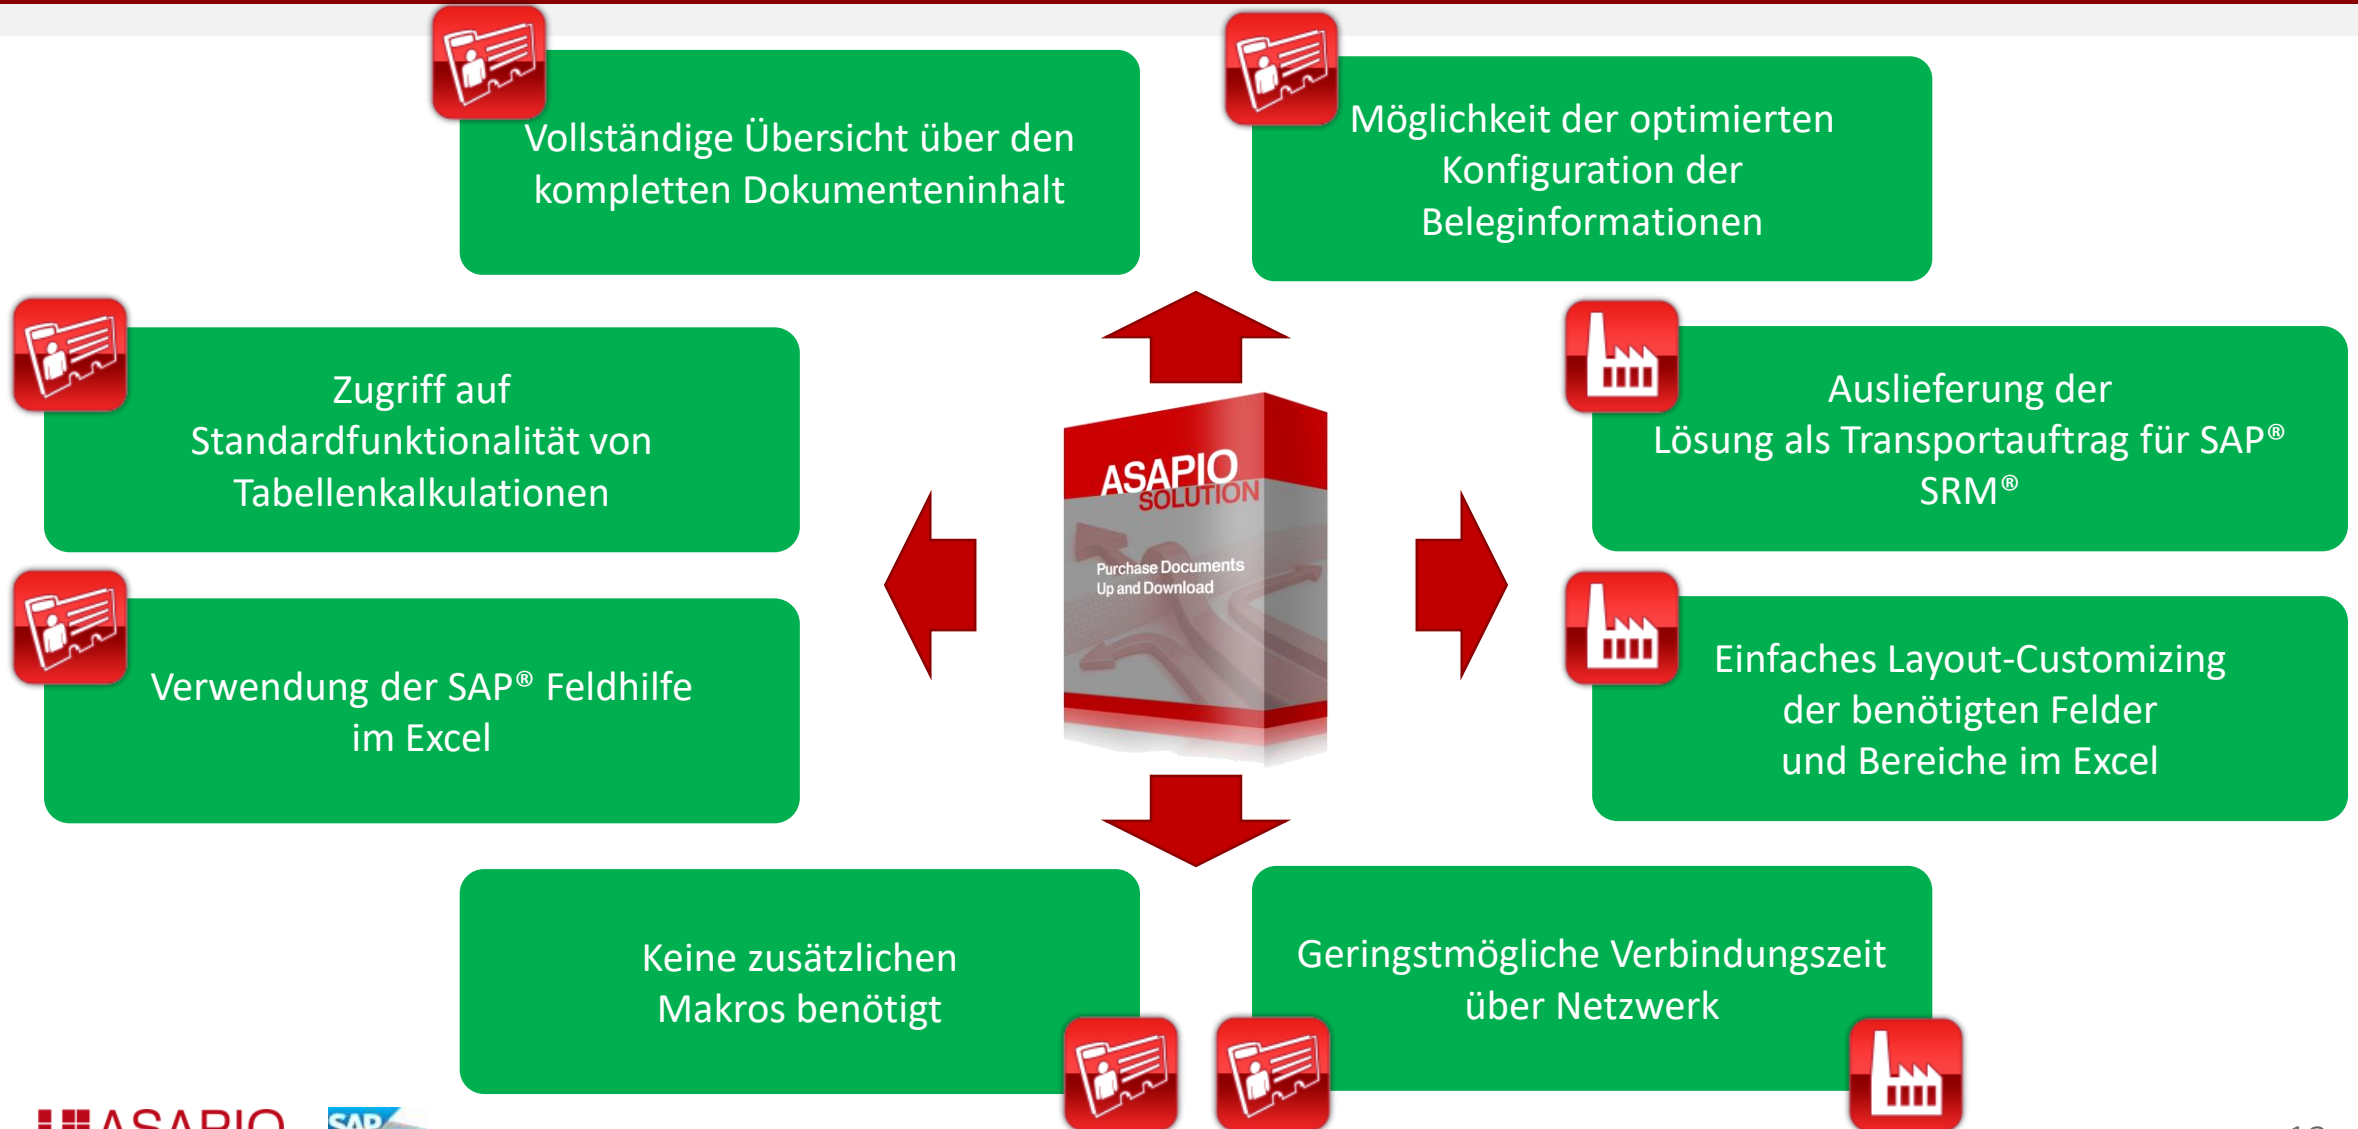 Vollständige Übersicht über den
kompletten Dokumenteninhalt
Möglichkeit der optimierten
Konfiguration der
Beleginformationen
Zugriff auf
Standardfunktionalität von
Tabellenkalkulationen
Auslieferung der
Lösung als Transportauftrag für SAP®
SRM®
ASAPIO
SOLUTION
Purchase Documents
Up and Download
Verwendung der SAP® Feldhilfe
im Excel
Einfaches Layout-Customizing
der benötigten Felder
und Bereiche im Excel
Keine zusätzlichen
Makros benötigt
Geringstmögliche Verbindungszeit
über Netzwerk
ASAPIO
SAP